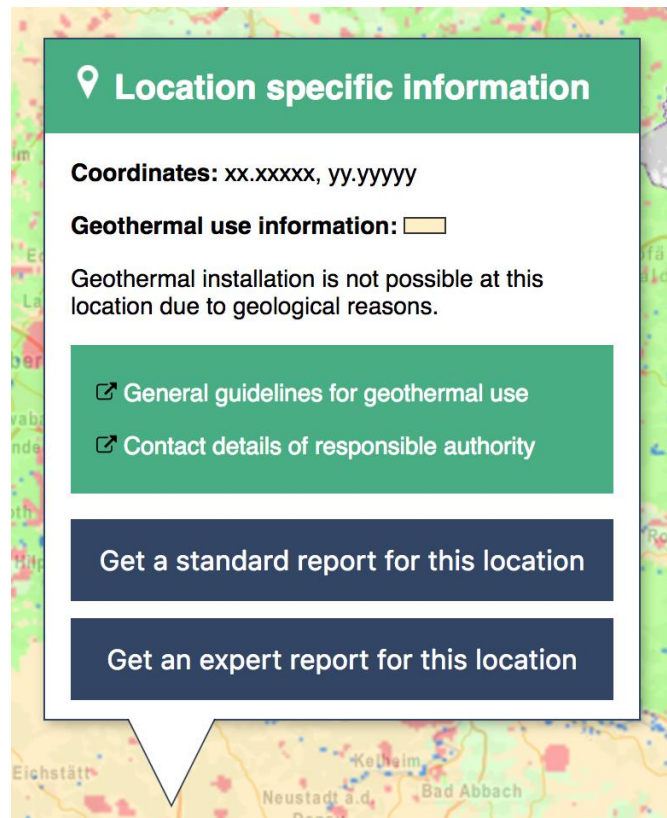 Location specific information
Coordinates: xx.xxxxx, yy.yyyyy
Geothermal use information:
Geothermal installation is not possible at this
location due to geological reasons.
General guidelines for geothermal use
Contact details of responsible authority
Get a standard report for this location
Get an expert report for this location
Eichstätt
Kelheim
Neustadt a.d.
Bad Abbach